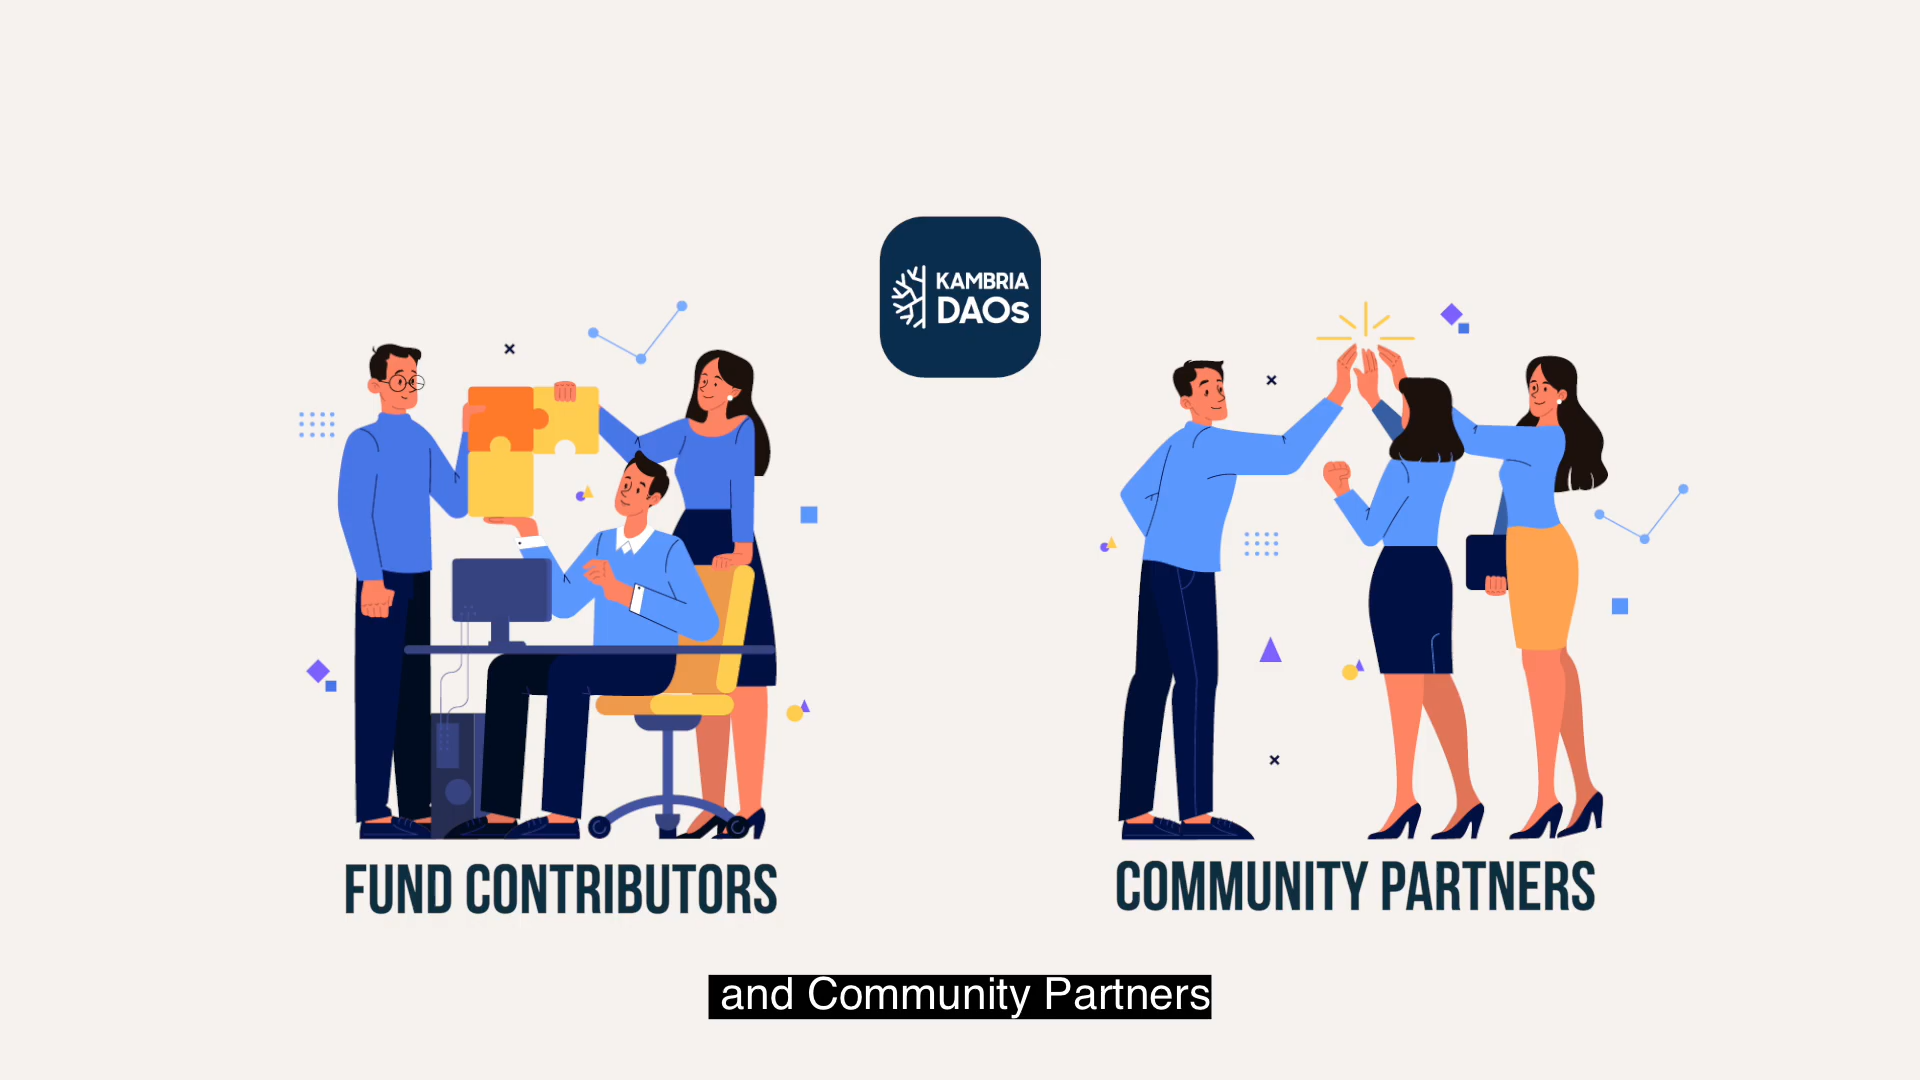 KAMBRIA
DAOs
FUND CONTRIBUTORS
COMMUNITY PARTNERS
and Community Partners